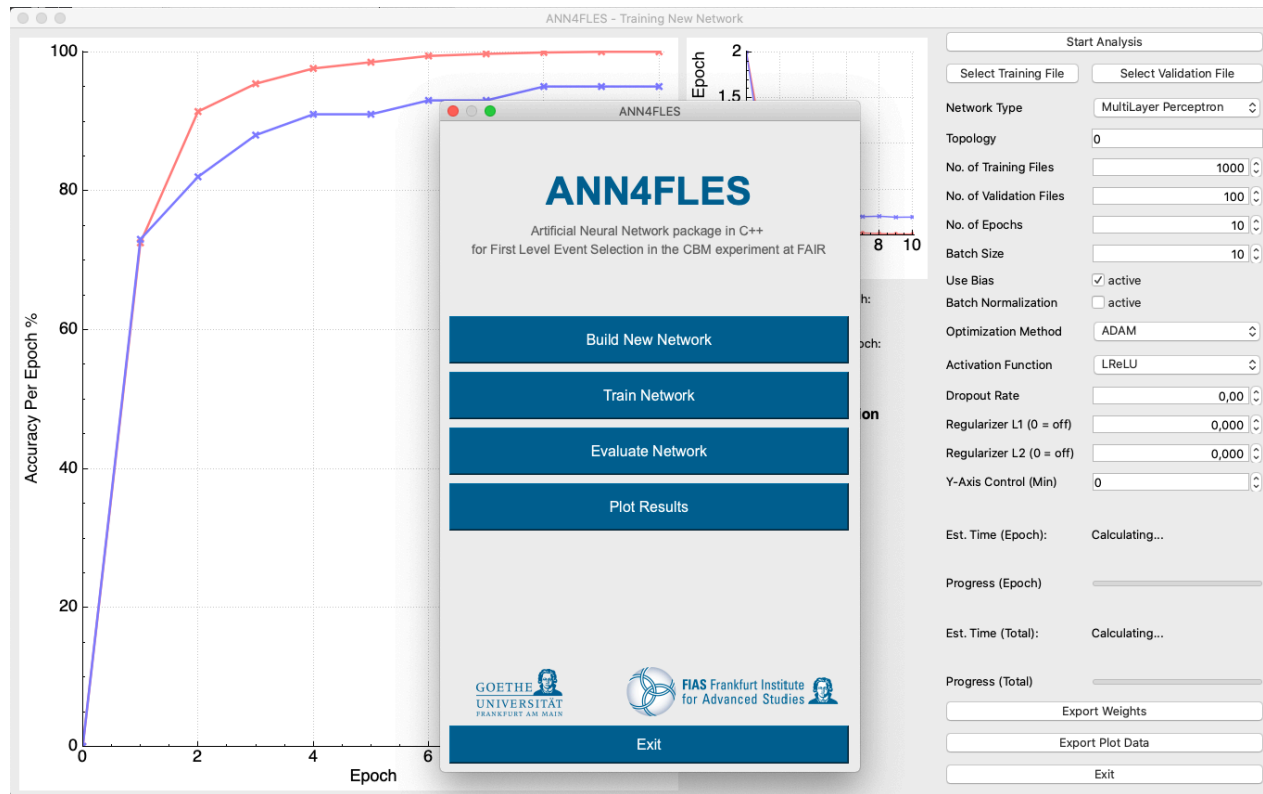 ANN4FLES - Training New Network
100
80
60
40
20
0
Accuracy Per Epoch %
0
2
4
6
Epoch
Epoch
2
1.5
8
10
h:
och:
on
ANN4FLES
ANN4FLES
Artificial Neural Network package in C++
for First Level Event Selection in the CBM experiment at FAIR
Build New Network
Train Network
Evaluate Network
Plot Results
GOETHE
UNIVERSITÄT
FRANKFURT AM MAIN
FIAS Frankfurt Institute
for Advanced Studies
Exit
Start Analysis
Select Training File Select Validation File
Network Type MultiLayer Perceptron
Topology 0
No. of Training Files 1000
No. of Validation Files 100
No. of Epochs 10
Batch Size 10
Use Bias active
Batch Normalization active
Optimization Method ADAM
Activation Function LReLU
Dropout Rate 0,00
Regularizer L1 (0 = off) 0,000
Regularizer L2 (0 = off) 0,000
Y-Axis Control (Min) 0
Est. Time (Epoch): Calculating...
Progress (Epoch)
Est. Time (Total): Calculating...
Progress (Total)
Export Weights
Export Plot Data
Exit